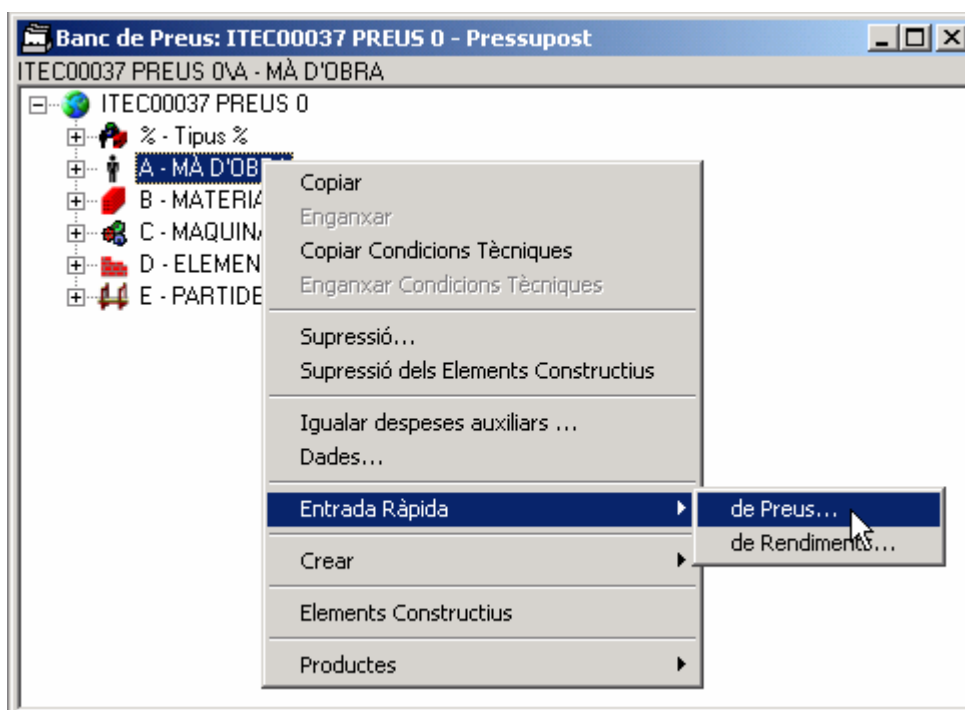 Banc de Preus: ITEC00037 PREUS 0 - Pressupost
ITEC00037 PREUS 0\A - MÀ D'OBRA
ITEC00037 PREUS 0
% - Tipus %
A - MÀ D'OB
B - MATERIA
C - MAQUIN
D - ELEMEN
E - PARTIDE
Copiar
Enganxar
Copiar Condicions Tècniques
Enganxar Condicions Tècniques
Supressió...
Supressió dels Elements Constructius
Igualar despeses auxiliars ...
Dades...
Entrada Ràpida
de Preus...
de Rendiments...
Crear
Elements Constructius
Productes